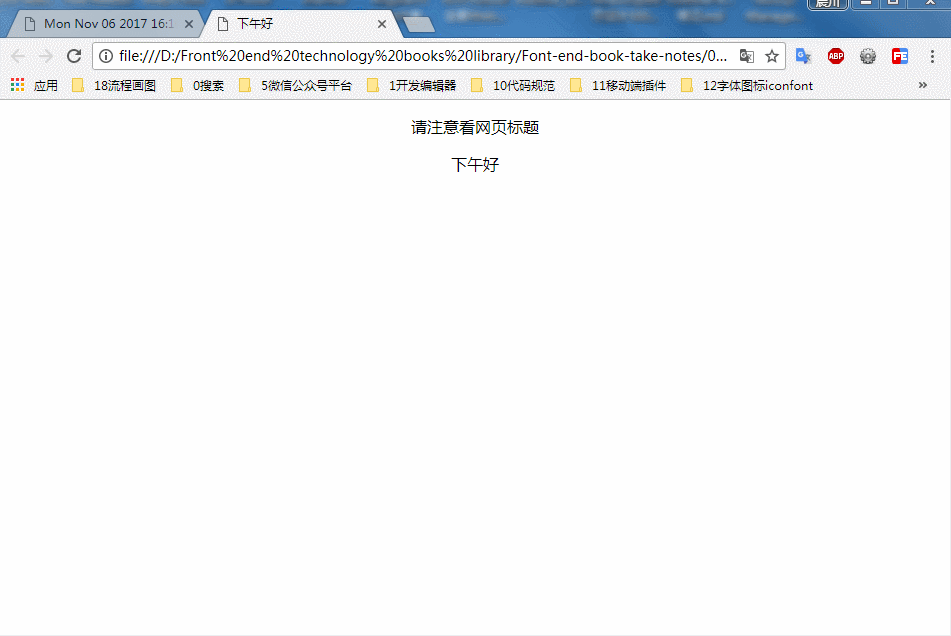 晨川
Mon Nov 06 2017 16:1
下午好
file:///D:/Front%20end%20technology%20books%20library/Font-end-book-take-notes/0...
ABP
FE
应用 18流程画图 0搜索 5微信公众号平台 1开发编辑器 10代码规范 11移动端插件 12字体图标iconfont »
请注意看网页标题
下午好